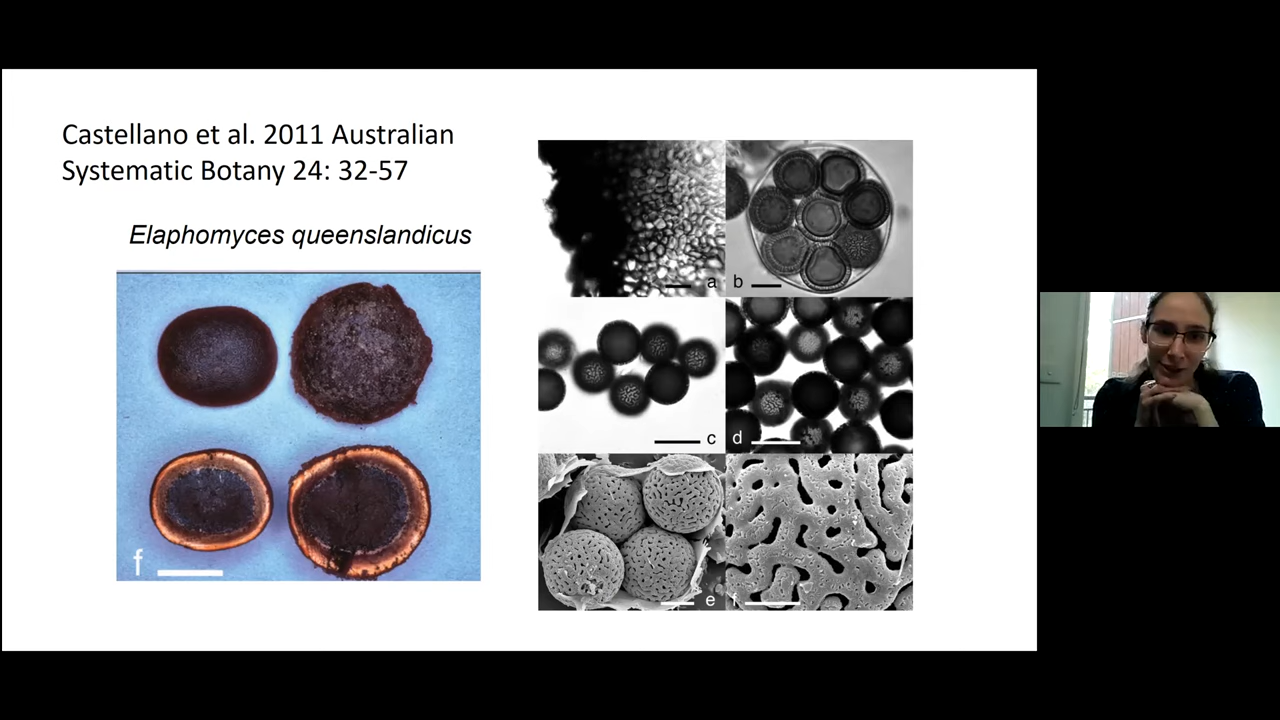 Castellano et al. 2011 Australian
Systematic Botany 24: 32-57
Elaphomyces queenslandicus
f
a
b
c
d
e
f